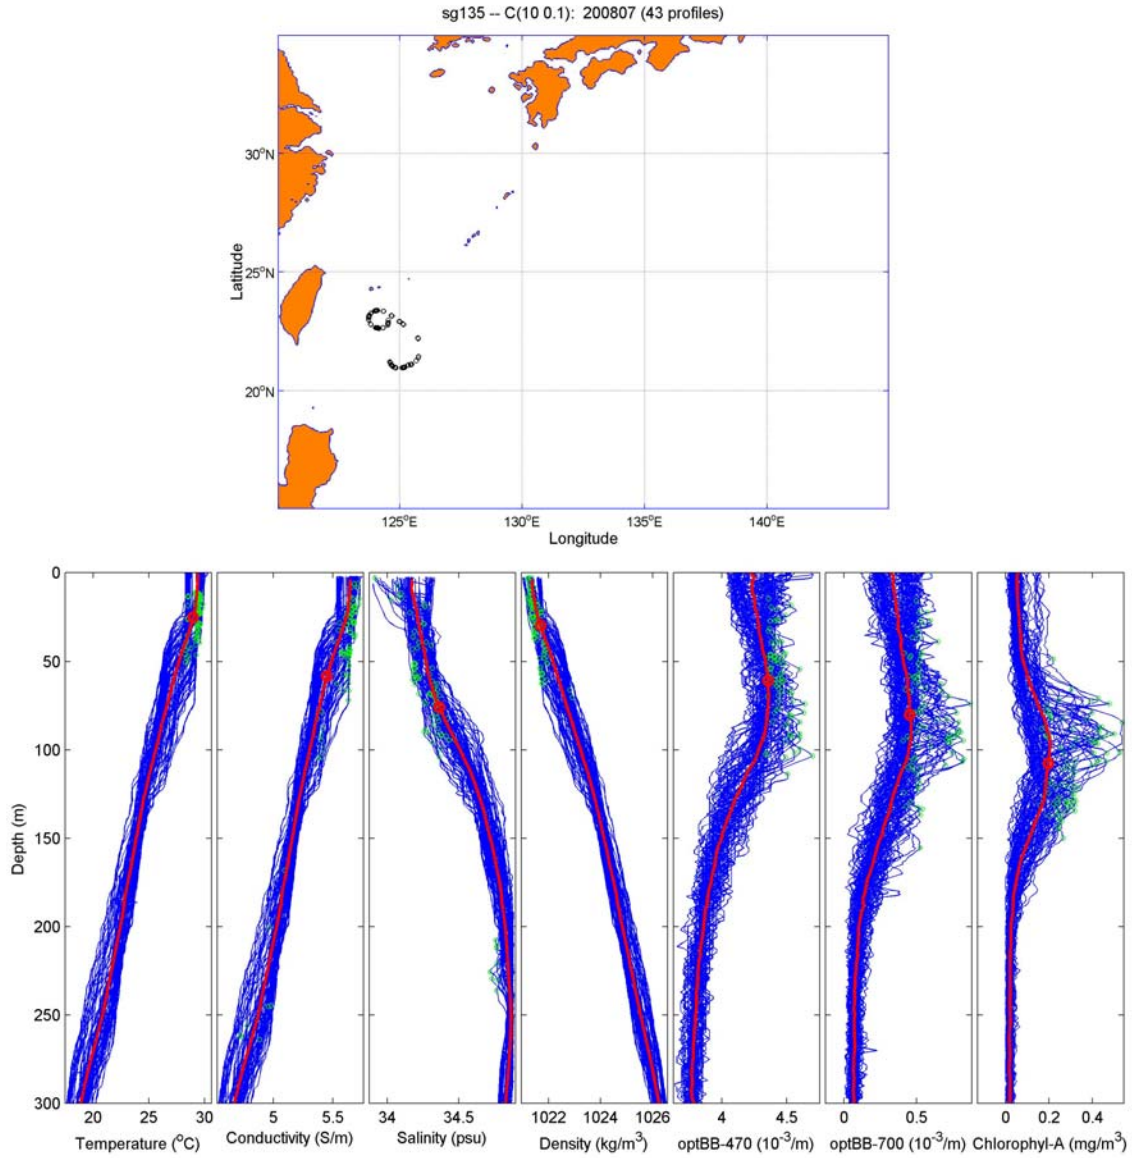 sg135 -- C(10 0.1): 200807 (43 profiles)
30°N
25°N
20°N
Latitude
125°E 130°E 135°E 140°E
Longitude
0
50
100
150
200
250
300
Depth (m)
20 25 30
5 5.5
34 34.5
1022 1024 1026
4 4.5
0 0.5
0 0.2 0.4
Temperature (°C)
Conductivity (S/m)
Salinity (psu)
Density (kg/m³)
optBB-470 (10⁻³/m)
optBB-700 (10⁻³/m)
Chlorophyl-A (mg/m³)